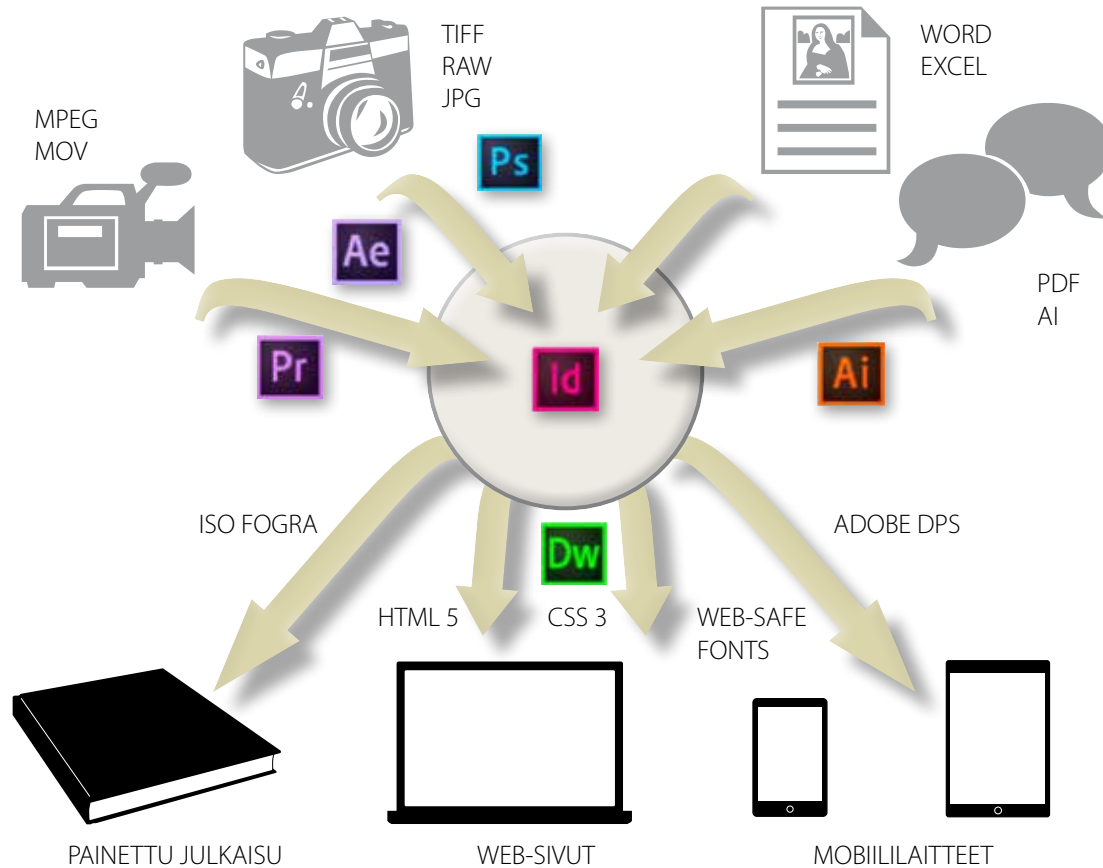 TIFF
RAW
JPG
WORD
EXCEL
MPEG
MOV
Ps
Ae
PDF
AI
Pr
Id
Ai
ISO FOGRA
ADOBE DPS
Dw
HTML 5
CSS 3
WEB-SAFE
FONTS
PAINETTU JULKAISU
WEB-SIVUT
MOBIILILAITTEET